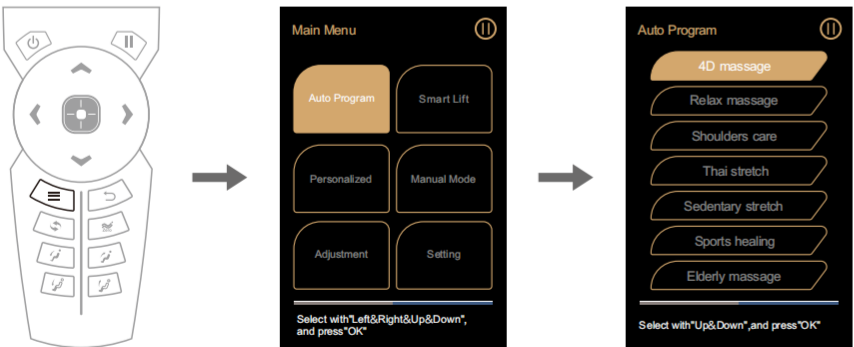 Main Menu
Auto Program
Smart Lift
Personalized
Manual Mode
Adjustment
Setting
Select with"Left&Right&Up&Down",
and press"OK"
Auto Program
4D massage
Relax massage
Shoulders care
Thai stretch
Sedentary stretch
Sports healing
Elderly massage
Select with"Up&Down",and press"OK"